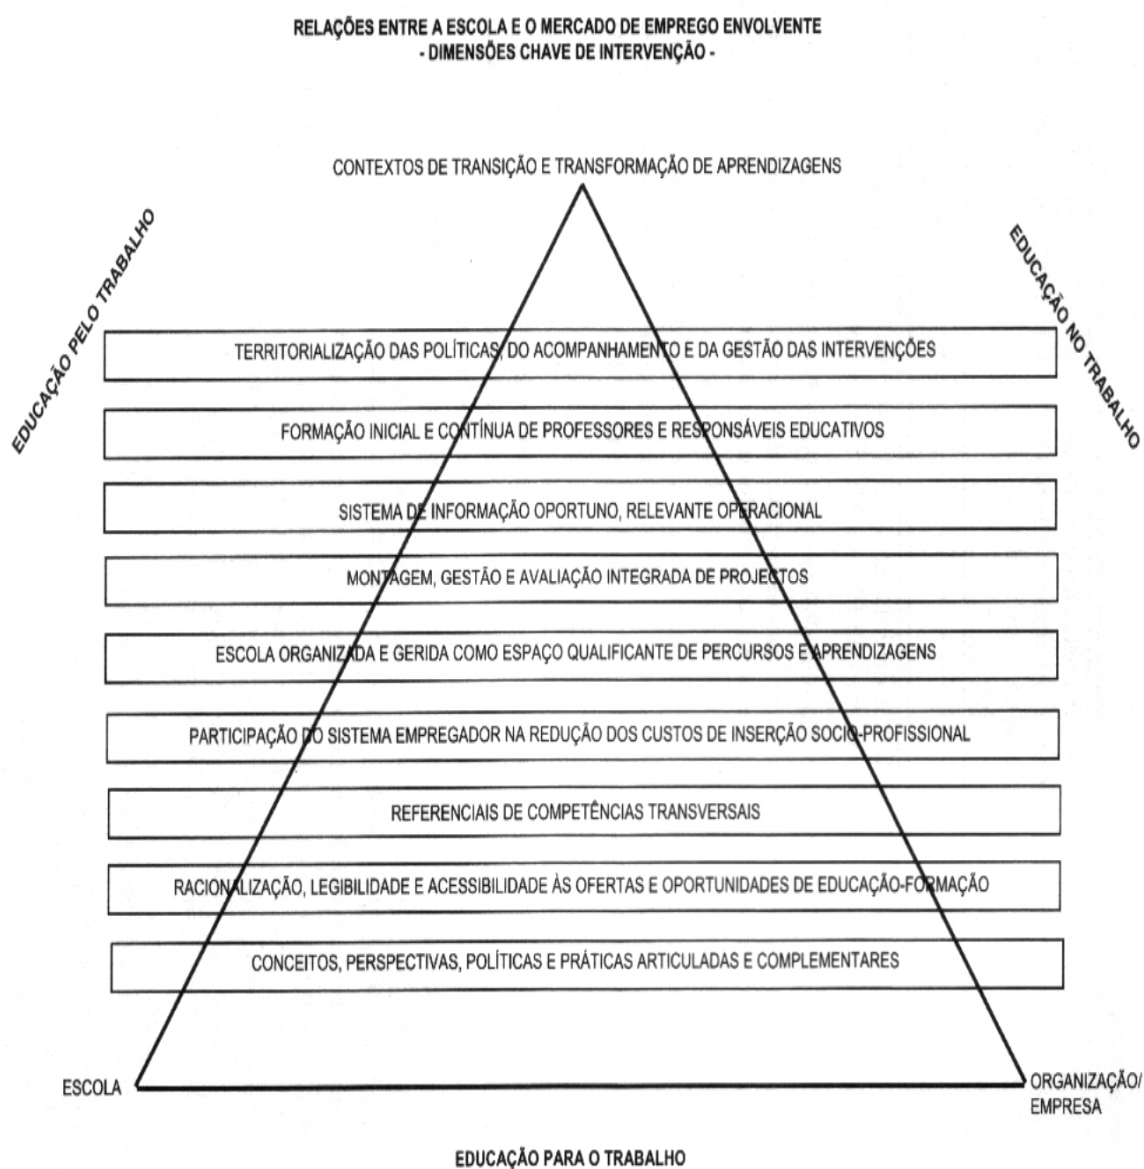 RELAÇÕES ENTRE A ESCOLA E O MERCADO DE EMPREGO ENVOLVENTE
- DIMENSÕES CHAVE DE INTERVENÇÃO -
CONTEXTOS DE TRANSIÇÃO E TRANSFORMAÇÃO DE APRENDIZAGENS
EDUCAÇÃO PELO TRABALHO
EDUCAÇÃO NO TRABALHO
TERRITORIALIZAÇÃO DAS POLÍTICAS, DO ACOMPANHAMENTO E DA GESTÃO DAS INTERVENÇÕES
FORMAÇÃO INICIAL E CONTÍNUA DE PROFESSORES E RESPONSÁVEIS EDUCATIVOS
SISTEMA DE INFORMAÇÃO OPORTUNO, RELEVANTE OPERACIONAL
MONTAGEM, GESTÃO E AVALIAÇÃO INTEGRADA DE PROJECTOS
ESCOLA ORGANIZADA E GERIDA COMO ESPAÇO QUALIFICANTE DE PERCURSOS E APRENDIZAGENS
PARTICIPAÇÃO DO SISTEMA EMPREGADOR NA REDUÇÃO DOS CUSTOS DE INSERÇÃO SOCIO-PROFISSIONAL
REFERENCIAIS DE COMPETÊNCIAS TRANSVERSAIS
RACIONALIZAÇÃO, LEGIBILIDADE E ACESSIBILIDADE ÀS OFERTAS E OPORTUNIDADES DE EDUCAÇÃO-FORMAÇÃO
CONCEITOS, PERSPECTIVAS, POLÍTICAS E PRÁTICAS ARTICULADAS E COMPLEMENTARES
ESCOLA
ORGANIZAÇÃO/
EMPRESA
EDUCAÇÃO PARA O TRABALHO